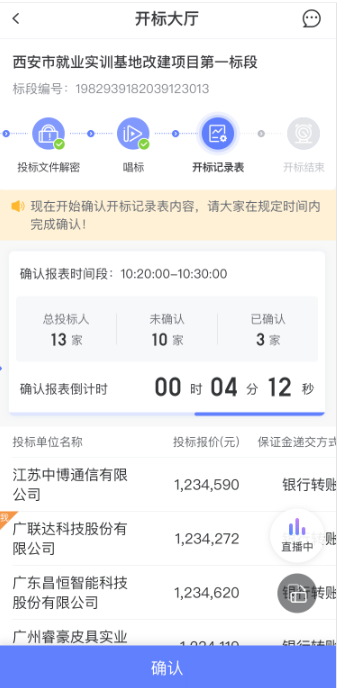 开标大厅
西安市就业实训基地改建项目第一标段
标段编号：1982939182039123013
投标文件解密
唱标
开标记录表
开标结束
现在开始确认开标记录表内容，请大家在规定时间内
完成确认！
确认报表时间段：10:20:00-10:30:00
总投标人 未确认 已确认
13 家 10 家 3 家
确认报表倒计时 00 时 04 分 12 秒
投标单位名称 投标报价(元) 保证金递交方式
江苏中博通信有限
公司
1,234,590 银行转账
我
广联达科技股份有
限公司
1,234,272
直播中
广东昌恒智能科技
股份有限公司
1,234,620 银行转账
广州睿豪皮具实业
确认